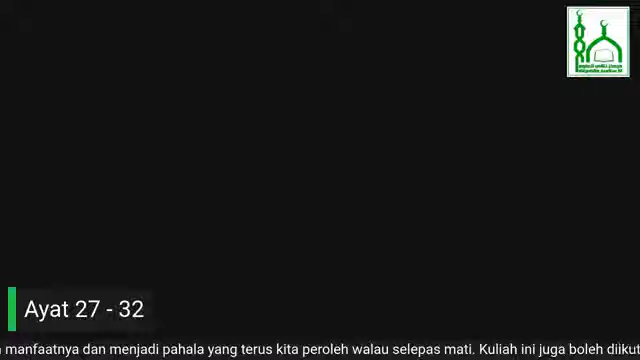 Ayat 27 - 32
manfaatnya dan menjadi pahala yang terus kita peroleh walau selepas mati. Kuliah ini juga boleh diikut